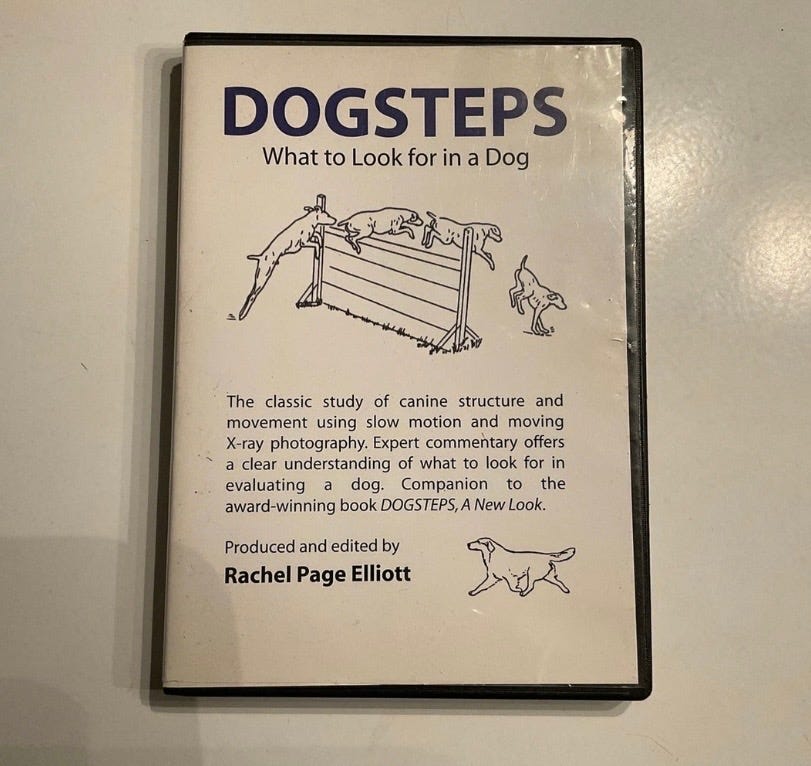 DOGSTEPS
What to Look for in a Dog
The classic study of canine structure and
movement using slow motion and moving
X-ray photography. Expert commentary offers
a clear understanding of what to look for in
evaluating a dog. Companion to the
award-winning book DOGSTEPS, A New Look.
Produced and edited by
Rachel Page Elliott